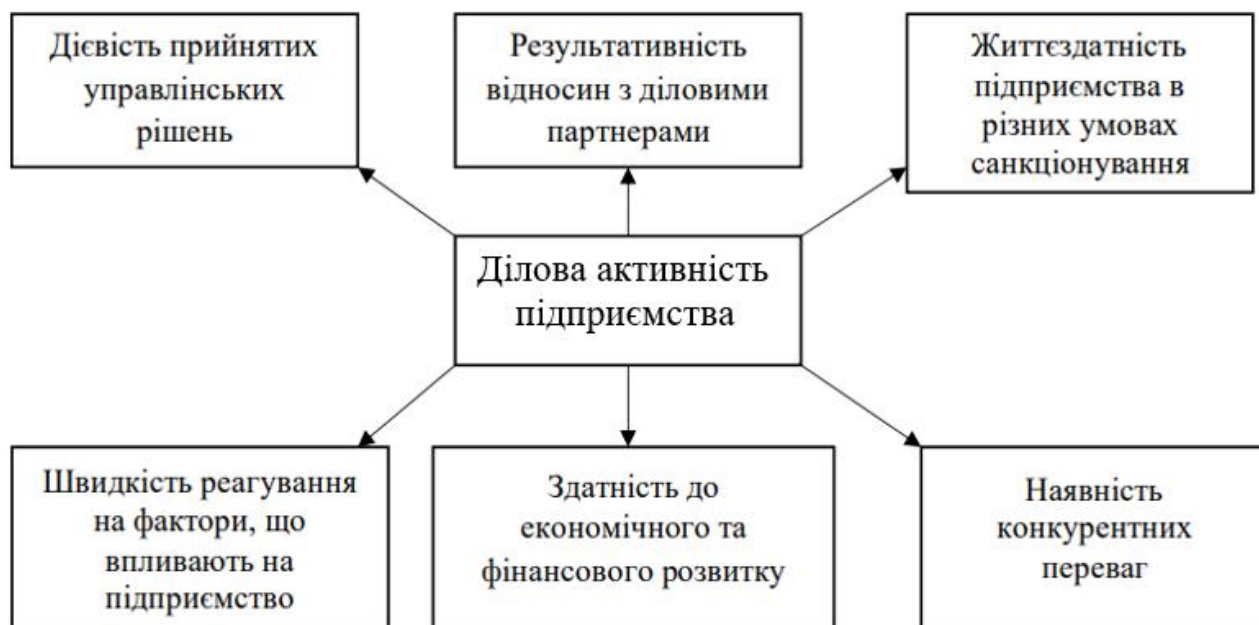 Дієвість прийнятих
управлінських
рішень
Результативність
відносин з діловими
партнерами
Життєздатність
підприємства в
різних умовах
санкціонування
Ділова активність
підприємства
Швидкість реагування
на фактори, що
впливають на
підприємство
Здатність до
економічного та
фінансового розвитку
Наявність
конкурентних
переваг